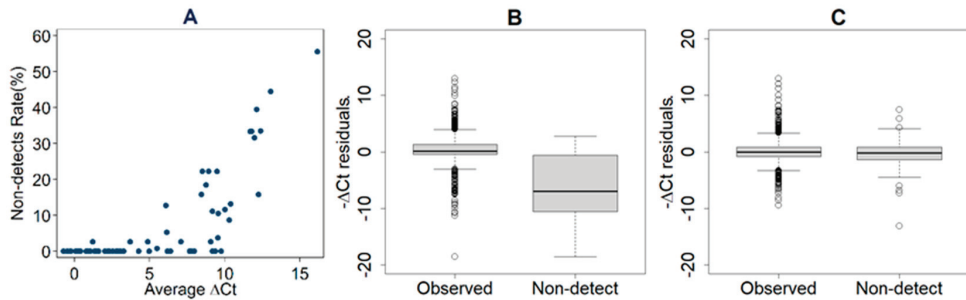 A
Non-detects Rate(%)
60
50
40
30
20
10
0
0 5 10 15
Average ΔCt
B
-ΔCt residuals.
20
10
0
-10
-20
Observed Non-detect
C
-ΔCt residuals.
20
10
0
-10
-20
Observed Non-detect